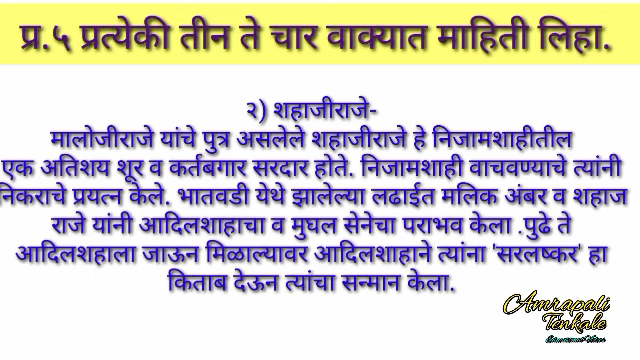 प्र.५ प्रत्येकी तीन ते चार वाक्यात माहिती लिहा.
२) शहाजीराजे-
मालोजीराजे यांचे पुत्र असलेले शहाजीराजे हे निजामशाहीतील
एक अतिशय शूर व कर्तबगार सरदार होते. निजामशाही वाचवण्याचे त्यांनी
निकराचे प्रयत्न केले. भातवडी येथे झालेल्या लढाईत मलिक अंबर व शहाज
राजे यांनी आदिलशाहाचा व मुघल सेनेचा पराभव केला .पुढे ते
आदिलशहाला जाऊन मिळाल्यावर आदिलशाहाने त्यांना 'सरलष्कर' हा
किताब देऊन त्यांचा सन्मान केला.
Amrapali
Tenkale